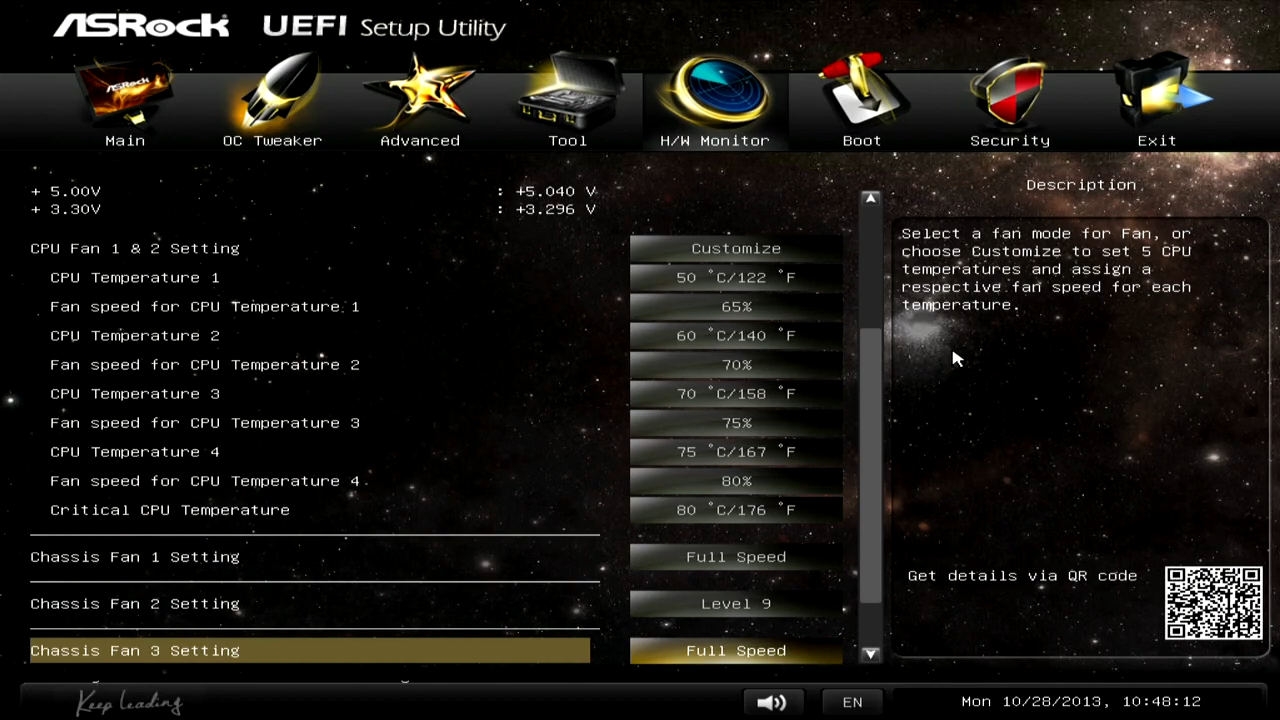 ASRock UEFI Setup Utility
ASRock
Main OC Tweaker Advanced Tool H/W Monitor Boot Security Exit
+ 5.00V : +5.040 V
+ 3.30V : +3.296 V
CPU Fan 1 & 2 Setting Customize
CPU Temperature 1 50 °C/122 °F
Fan speed for CPU Temperature 1 65%
CPU Temperature 2 60 °C/140 °F
Fan speed for CPU Temperature 2 70%
CPU Temperature 3 70 °C/158 °F
Fan speed for CPU Temperature 3 75%
CPU Temperature 4 75 °C/167 °F
Fan speed for CPU Temperature 4 80%
Critical CPU Temperature 80 °C/176 °F
Chassis Fan 1 Setting Full Speed
Chassis Fan 2 Setting Level 9
Chassis Fan 3 Setting Full Speed
Description
Select a fan mode for Fan, or
choose Customize to set 5 CPU
temperatures and assign a
respective fan speed for each
temperature.
Get details via QR code
Keep Leading
EN
Mon 10/28/2013, 10:48:12